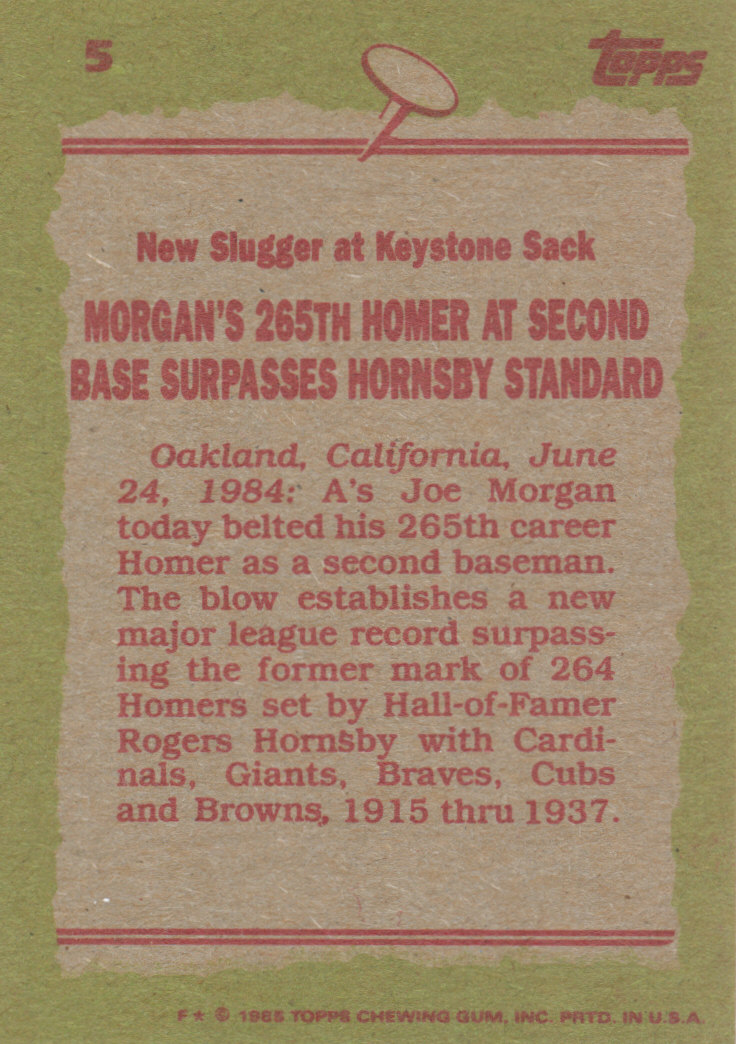 5
TOPPS
New Slugger at Keystone Sack
MORGAN'S 265TH HOMER AT SECOND
BASE SURPASSES HORNSBY STANDARD
Oakland, California, June
24, 1984: A's Joe Morgan
today belted his 265th career
Homer as a second baseman.
The blow establishes a new
major league record surpass-
ing the former mark of 264
Homers set by Hall-of-Famer
Rogers Hornsby with Cardi-
nals, Giants, Braves, Cubs
and Browns, 1915 thru 1937.
F★ © 1985 TOPPS CHEWING GUM, INC. PRTD. IN U.S.A.